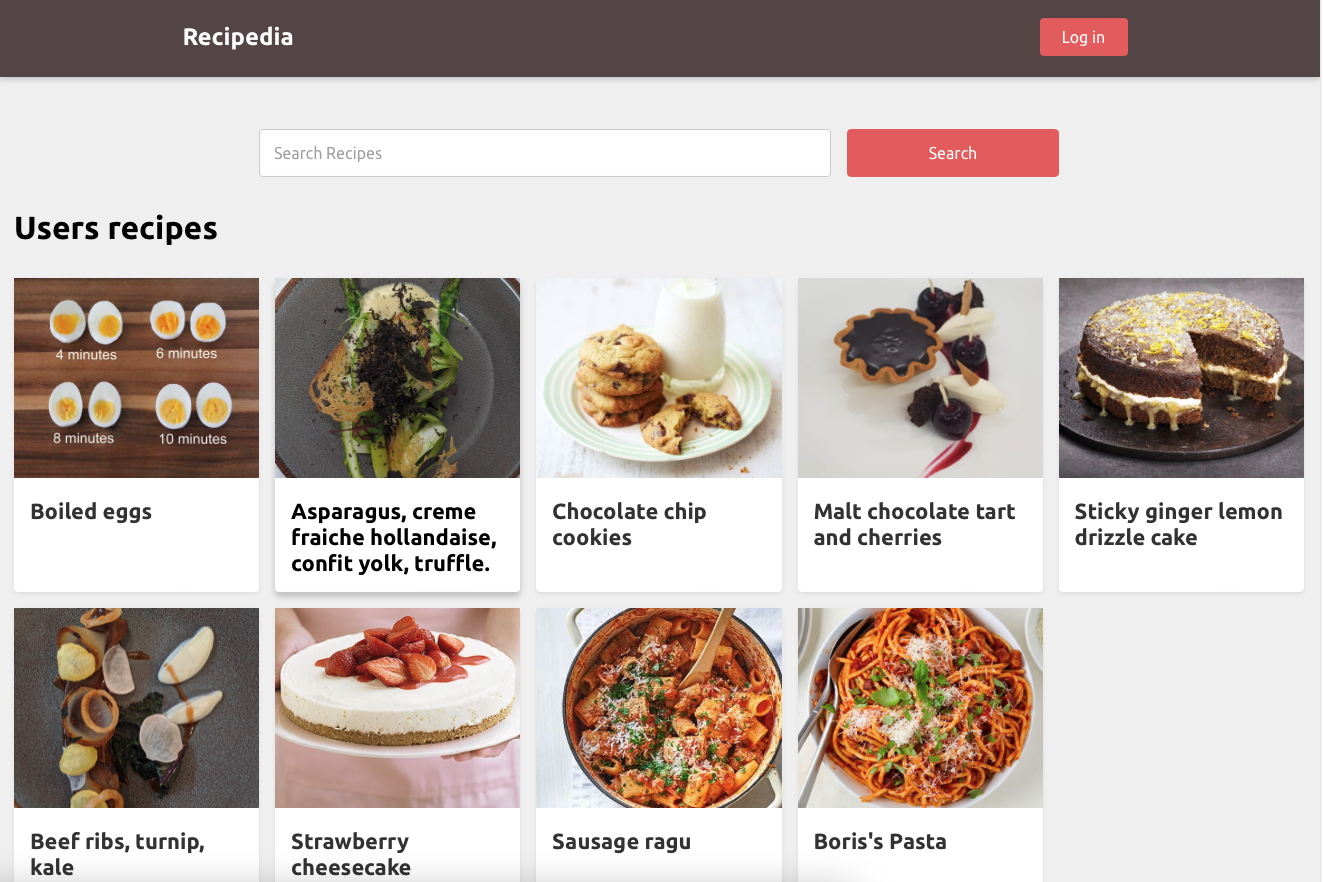 Recipedia
Log in
Search Recipes
Search
Users recipes
4 minutes
6 minutes
8 minutes
10 minutes
Boiled eggs
Asparagus, creme
fraiche hollandaise,
confit yolk, truffle.
Chocolate chip
cookies
Malt chocolate tart
and cherries
Sticky ginger lemon
drizzle cake
Beef ribs, turnip,
kale
Strawberry
cheesecake
Sausage ragu
Boris's Pasta